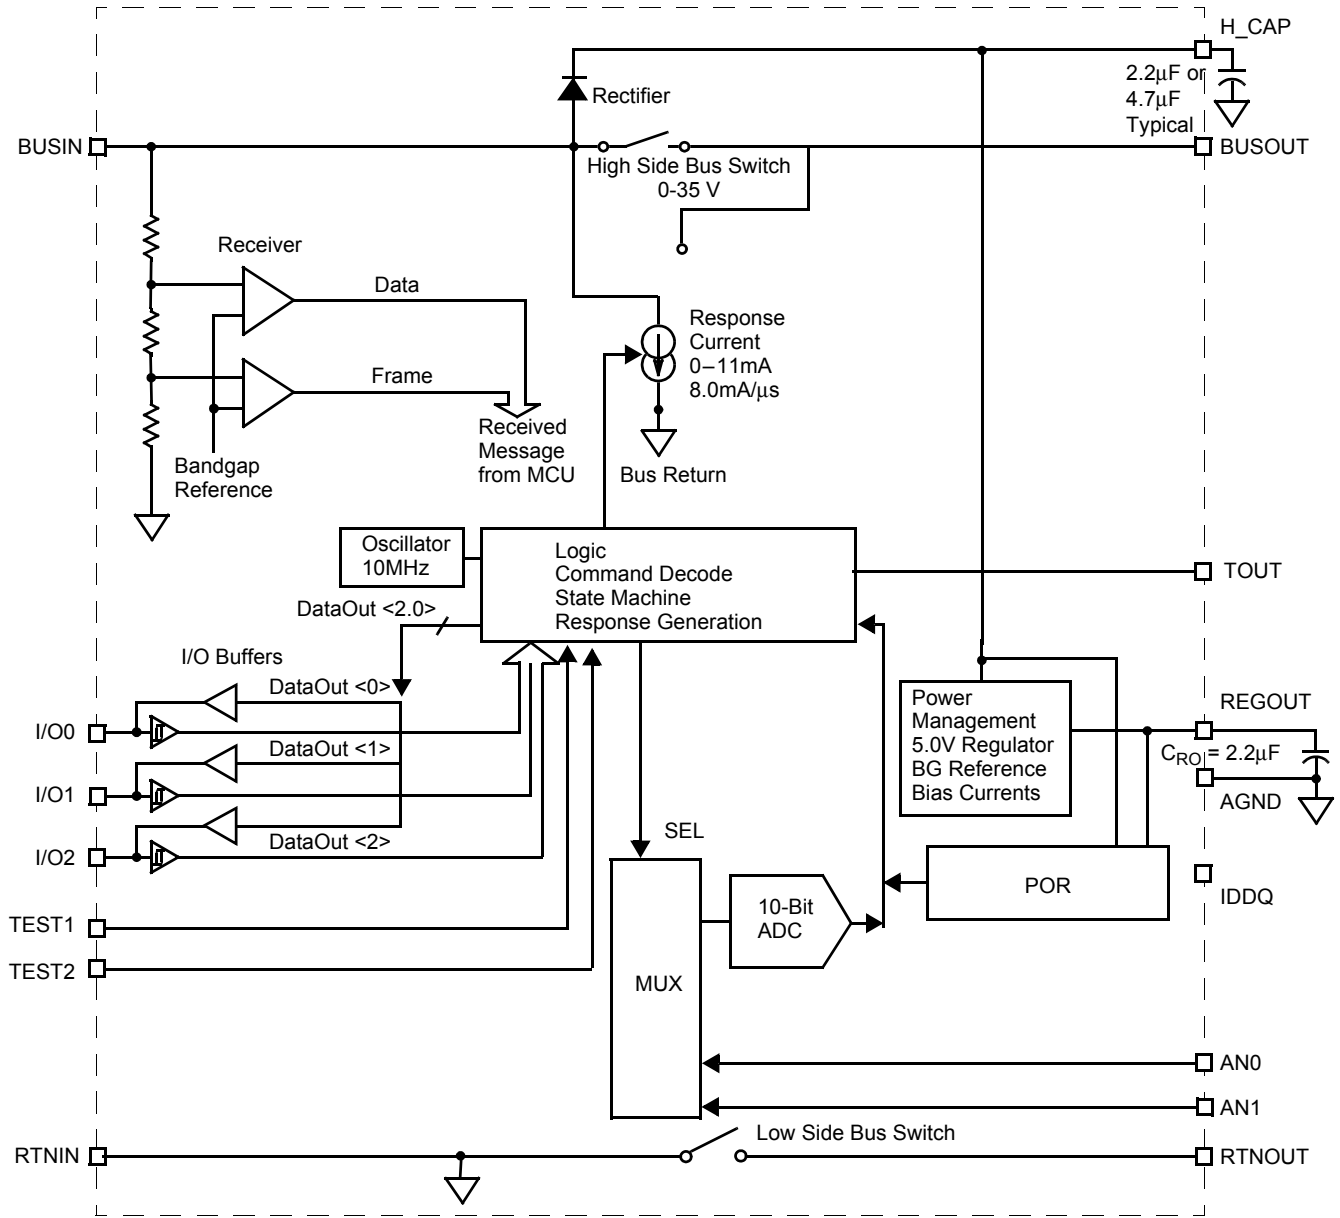 H_CAP
2.2μF or
4.7μF
Typical
Rectifier
BUSIN
BUSOUT
High Side Bus Switch
0-35 V
Receiver
Data
Response
Current
0–11mA
8.0mA/μs
Frame
Received
Message
from MCU
Bandgap
Reference
Bus Return
Oscillator
10MHz
Logic
Command Decode
State Machine
Response Generation
TOUT
DataOut <2.0>
I/O Buffers
DataOut <0>
I/O0
DataOut <1>
I/O1
DataOut <2>
I/O2
Power
Management
5.0V Regulator
BG Reference
Bias Currents
REGOUT
CRO = 2.2μF
AGND
SEL
POR
IDDQ
10-Bit
ADC
TEST1
TEST2
MUX
AN0
AN1
Low Side Bus Switch
RTNIN
RTNOUT